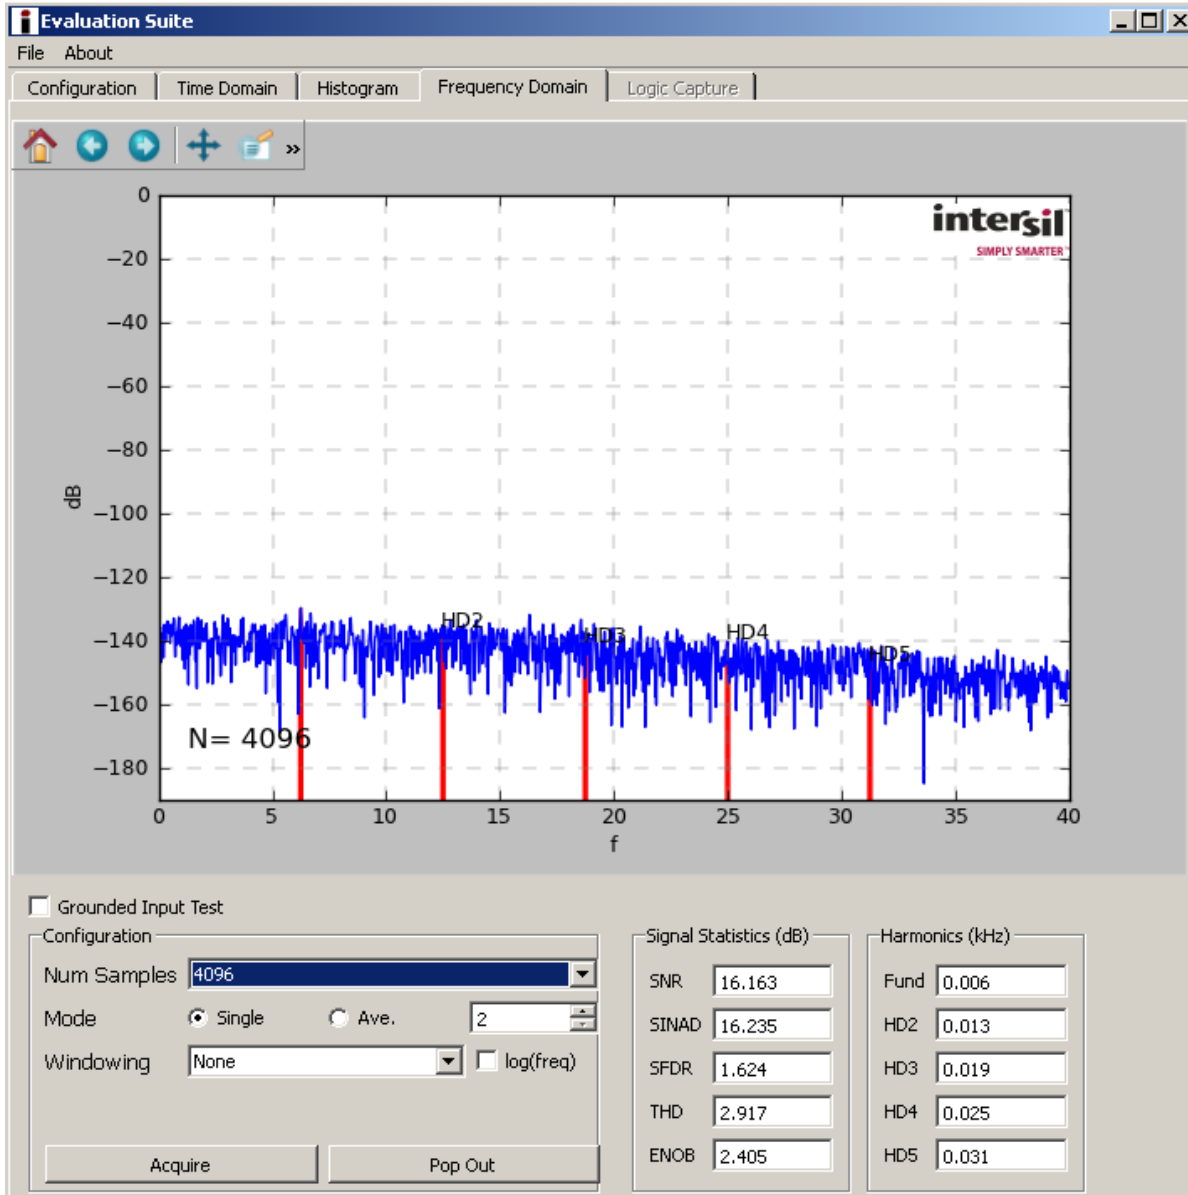 Evaluation Suite
File About
Configuration Time Domain Histogram Frequency Domain Logic Capture
»
intersil
SIMPLY SMARTER™
0
−20
−40
−60
−80
−100
−120
−140
−160
−180
dB
HD2
HD3
HD4
HD5
N= 4096
0 5 10 15 20 25 30 35 40
f
Grounded Input Test
Configuration
Num Samples 4096
Mode Single Ave. 2
Windowing None log(freq)
Acquire Pop Out
Signal Statistics (dB)
SNR 16.163
SINAD 16.235
SFDR 1.624
THD 2.917
ENOB 2.405
Harmonics (kHz)
Fund 0.006
HD2 0.013
HD3 0.019
HD4 0.025
HD5 0.031